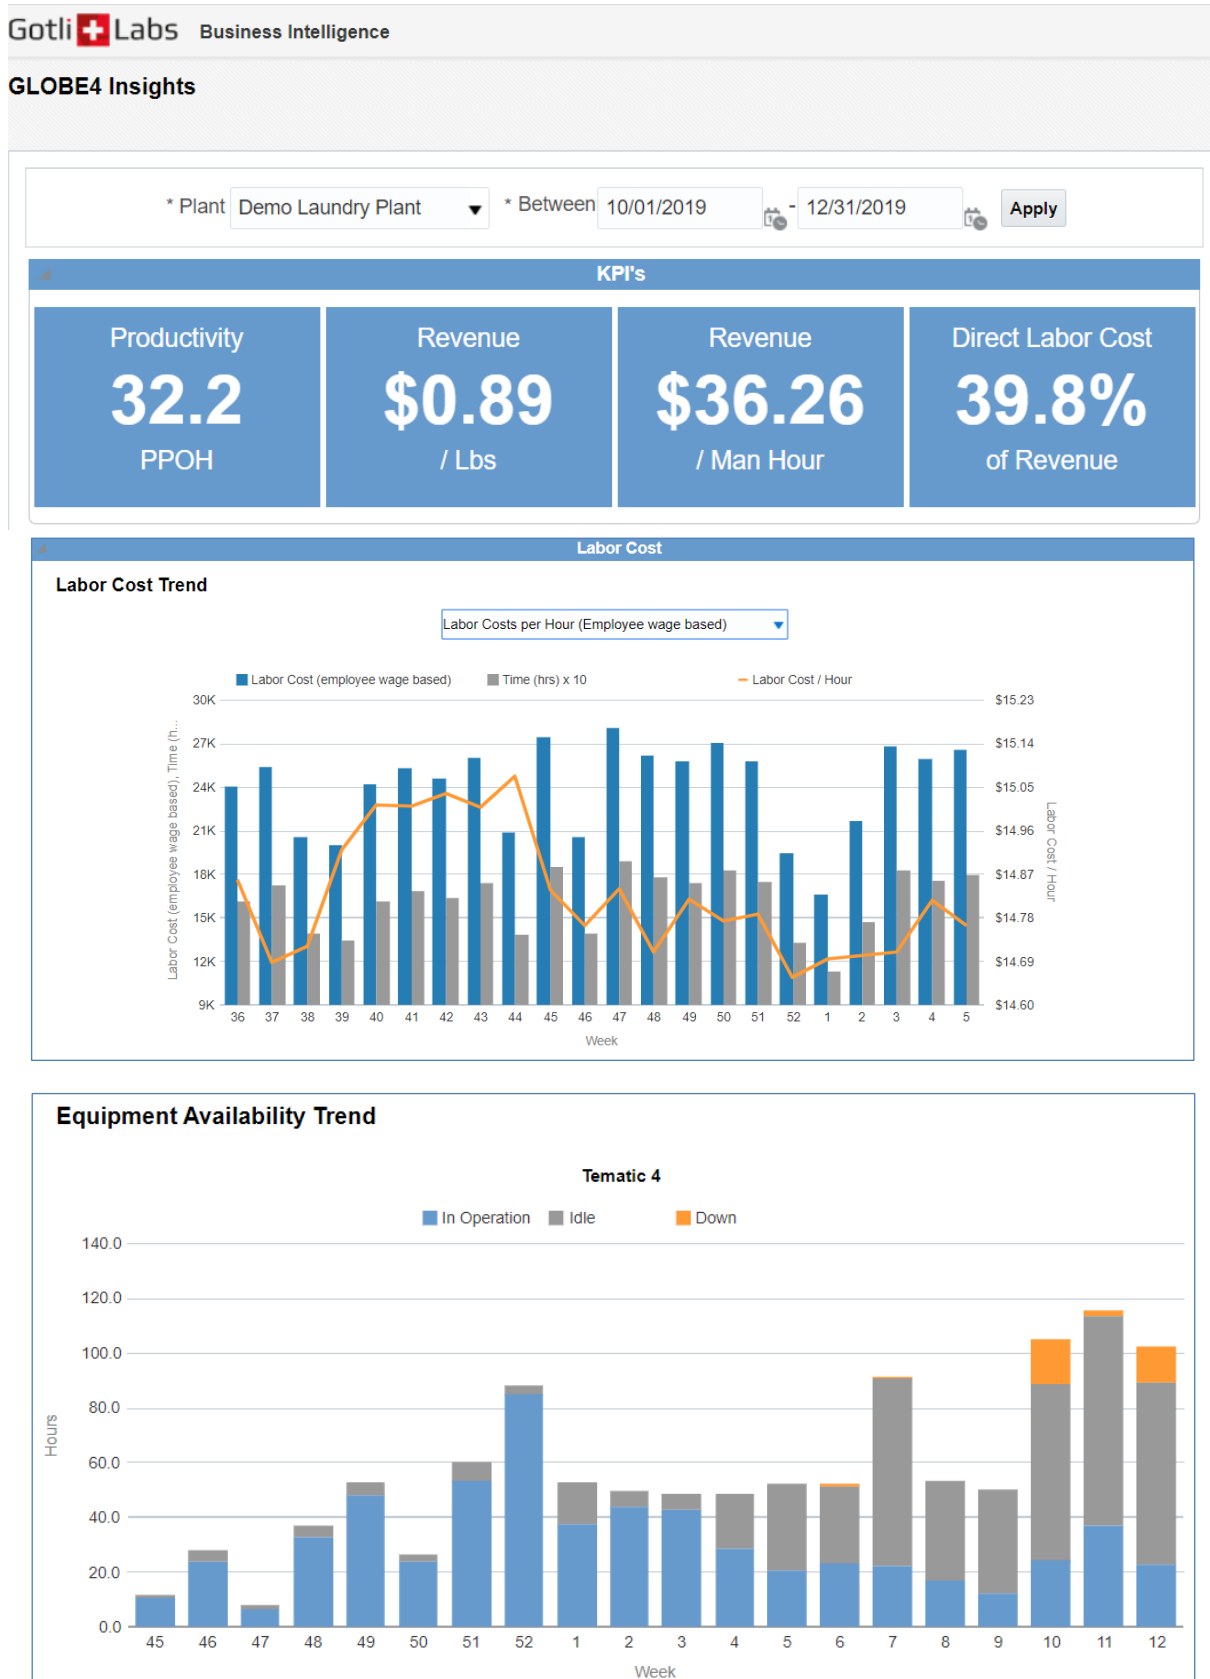 Gotli Labs Business Intelligence
GLOBE4 Insights
* Plant Demo Laundry Plant * Between 10/01/2019 - 12/31/2019 Apply
KPI's
Productivity
32.2
PPOH
Revenue
$0.89
/ Lbs
Revenue
$36.26
/ Man Hour
Direct Labor Cost
39.8%
of Revenue
Labor Cost
Labor Cost Trend
Labor Costs per Hour (Employee wage based)
Labor Cost (employee wage based) Time (hrs) x 10 Labor Cost / Hour
Labor Cost (employee wage based), Time (h...
30K
27K
24K
21K
18K
15K
12K
9K
$15.23
$15.14
$15.05
$14.96
$14.87
$14.78
$14.69
$14.60
Labor Cost / Hour
36 37 38 39 40 41 42 43 44 45 46 47 48 49 50 51 52 1 2 3 4 5
Week
Equipment Availability Trend
Tematic 4
In Operation Idle Down
Hours
140.0
120.0
100.0
80.0
60.0
40.0
20.0
0.0
45 46 47 48 49 50 51 52 1 2 3 4 5 6 7 8 9 10 11 12
Week